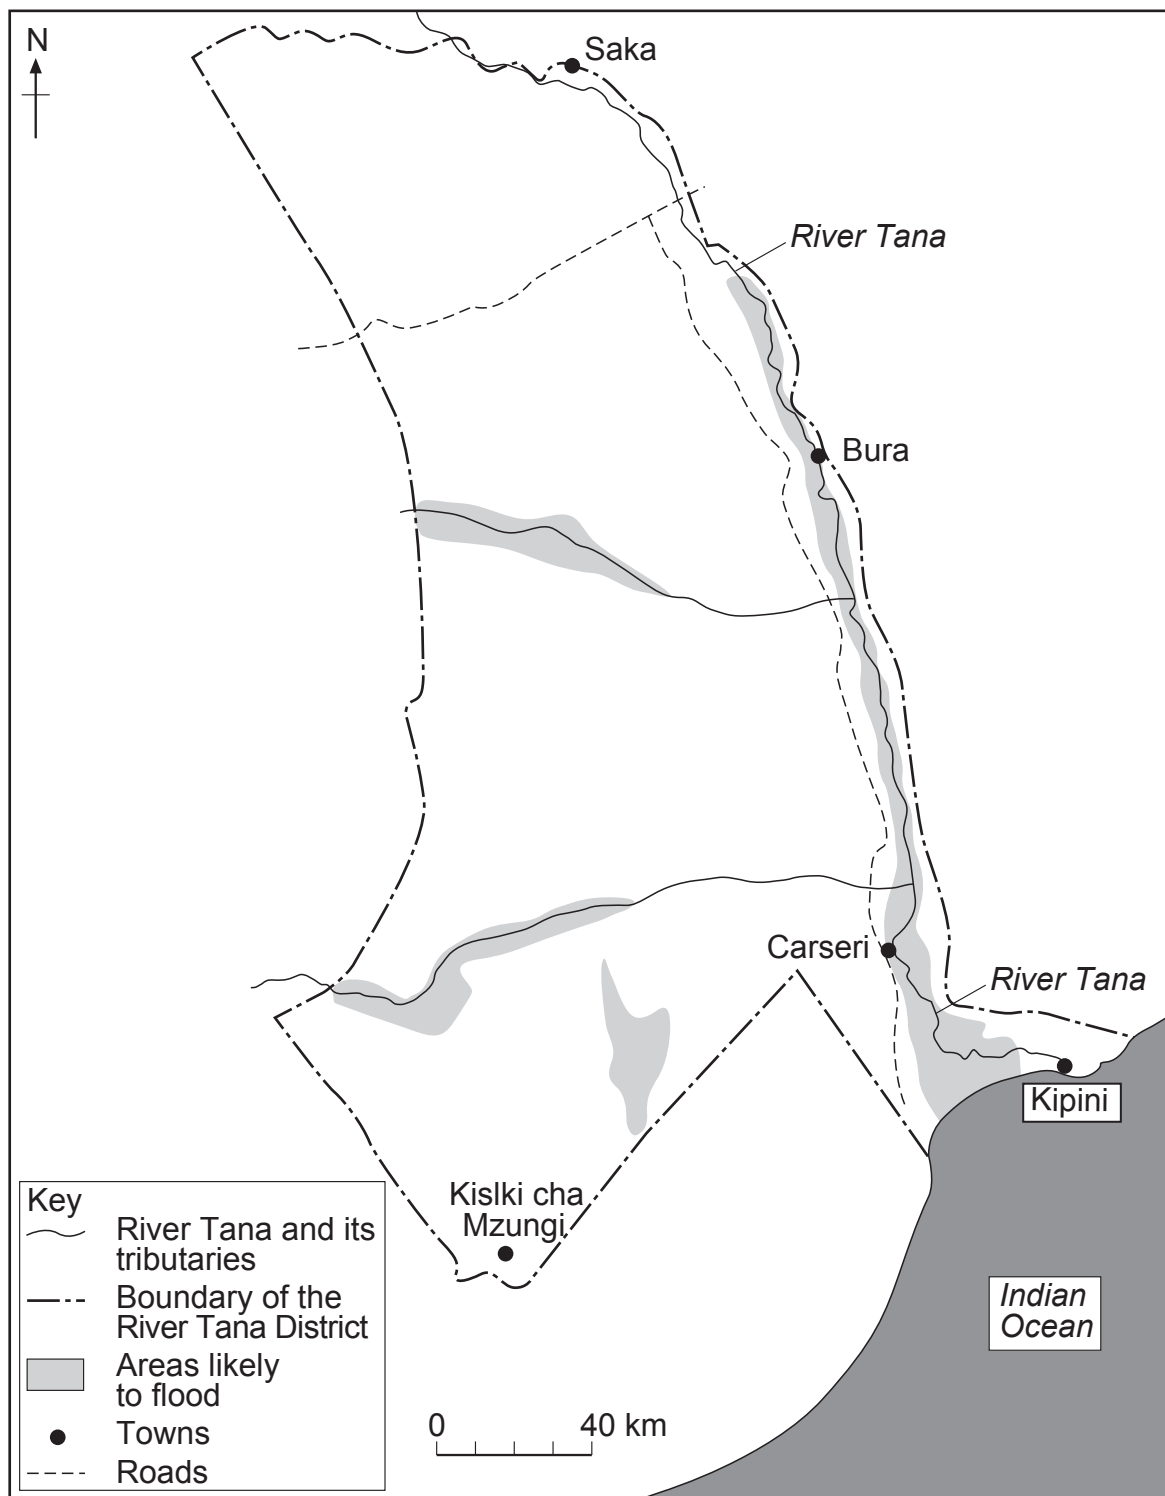 N
Saka
River Tana
Bura
Carseri
River Tana
Kipini
Kislki cha
Mzungi
Indian
Ocean
Key
River Tana and its
tributaries
Boundary of the
River Tana District
Areas likely
to flood
Towns
Roads
0 40 km